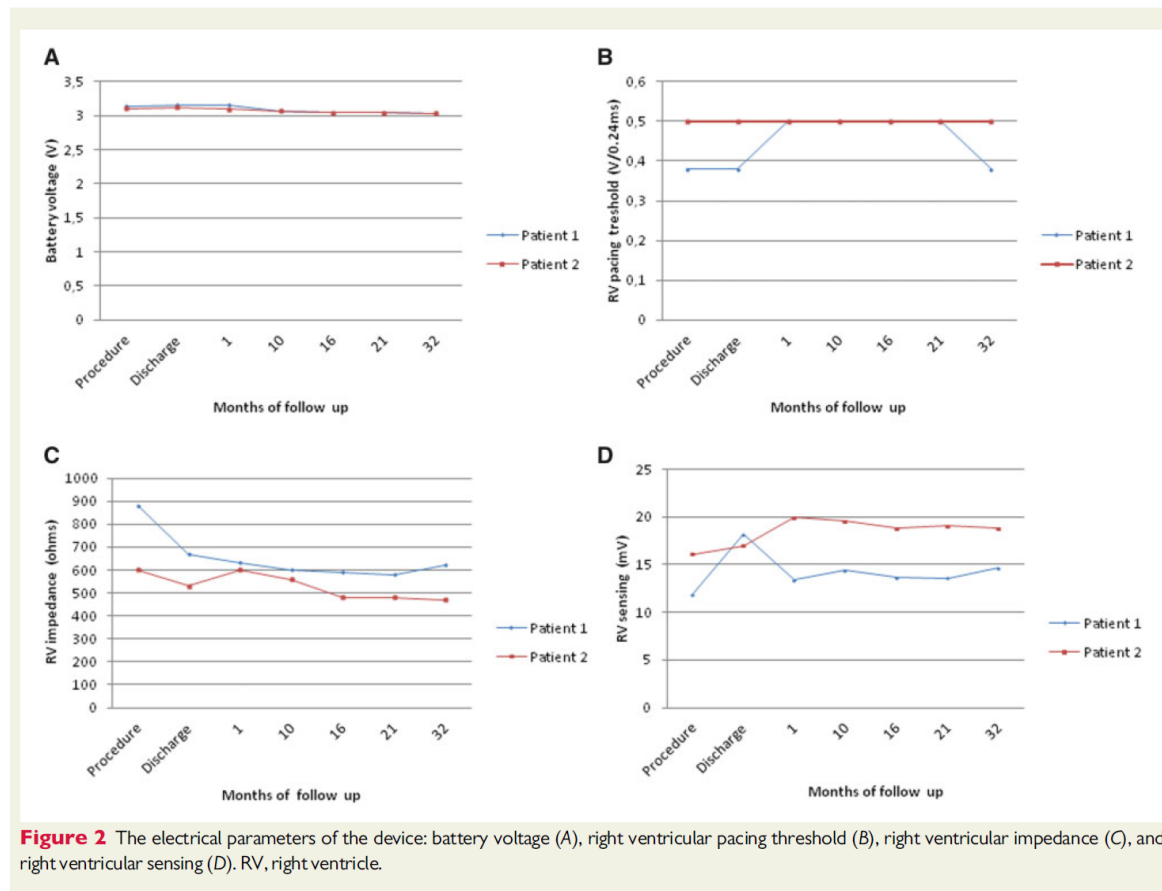 A
3,5
3
2,5
2
1,5
1
0,5
0
Battery voltage (V)
Procedure
Discharge
1
10
16
21
32
Months of follow up
Patient 1
Patient 2
B
0,6
0,5
0,4
0,3
0,2
0,1
0
RV pacing treshold (V/0.24ms)
Procedure
Discharge
1
10
16
21
32
Months of follow up
Patient 1
Patient 2
C
1000
900
800
700
600
500
400
300
200
100
0
RV impedance (ohms)
Procedure
Discharge
1
10
16
21
32
Months of follow up
Patient 1
Patient 2
D
25
20
15
10
5
0
RV sensing (mV)
Procedure
Discharge
1
10
16
21
32
Months of follow up
Patient 1
Patient 2
Figure 2 The electrical parameters of the device: battery voltage (A), right ventricular pacing threshold (B), right ventricular impedance (C), and
right ventricular sensing (D). RV, right ventricle.